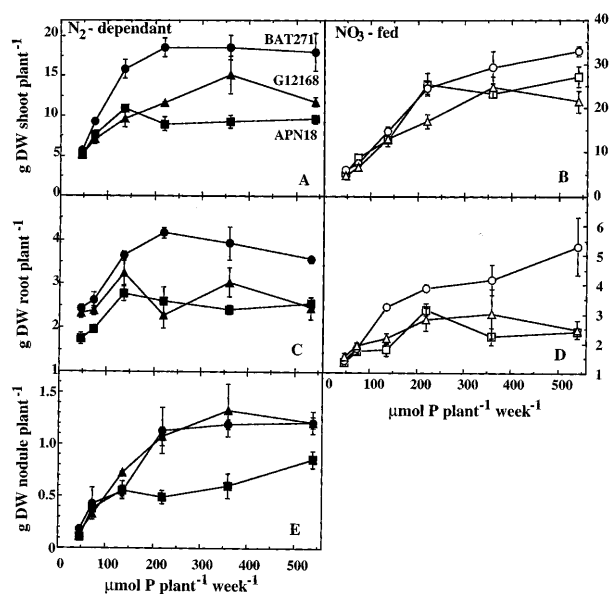 N₂- dependant
NO₃ - fed
BAT271
G12168
APN18
A
B
C
D
E
g DW shoot plant⁻¹
20
15
10
5
0
40
30
20
10
0
g DW root plant⁻¹
4
3
2
1
6
5
4
3
2
1
g DW nodule plant⁻¹
1.5
1.0
0.5
0
0 100 200 300 400 500
μmol P plant⁻¹ week⁻¹
0 100 200 300 400 500
μmol P plant⁻¹ week⁻¹